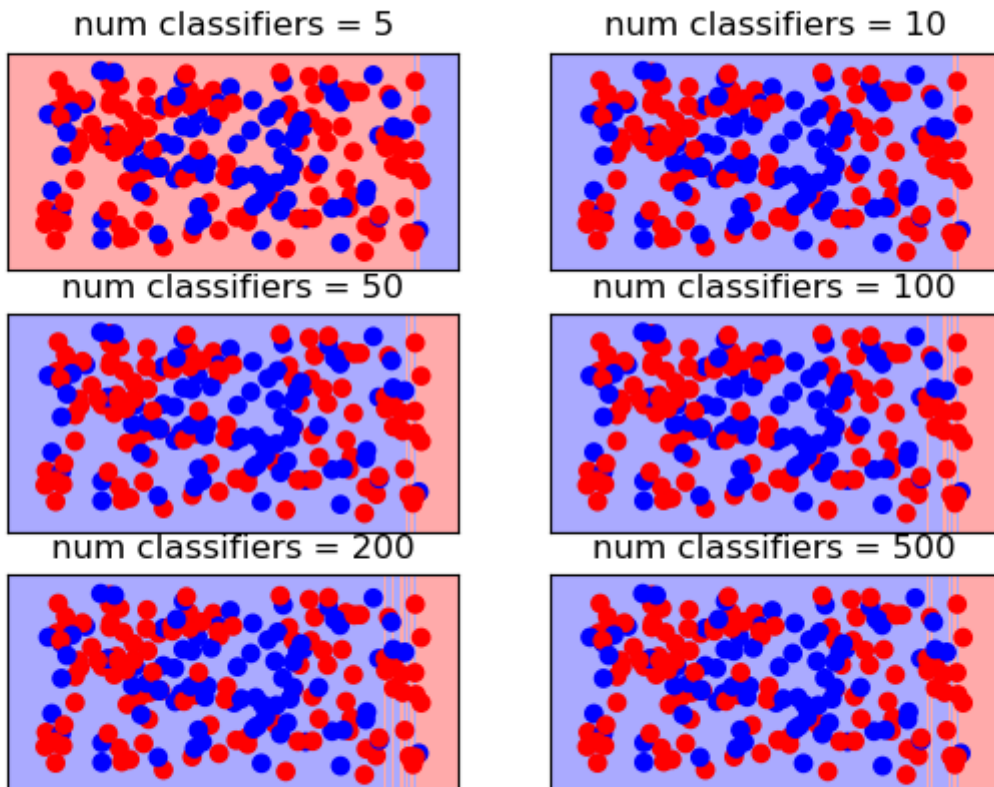 num classifiers = 5
num classifiers = 10
num classifiers = 50
num classifiers = 100
num classifiers = 200
num classifiers = 500